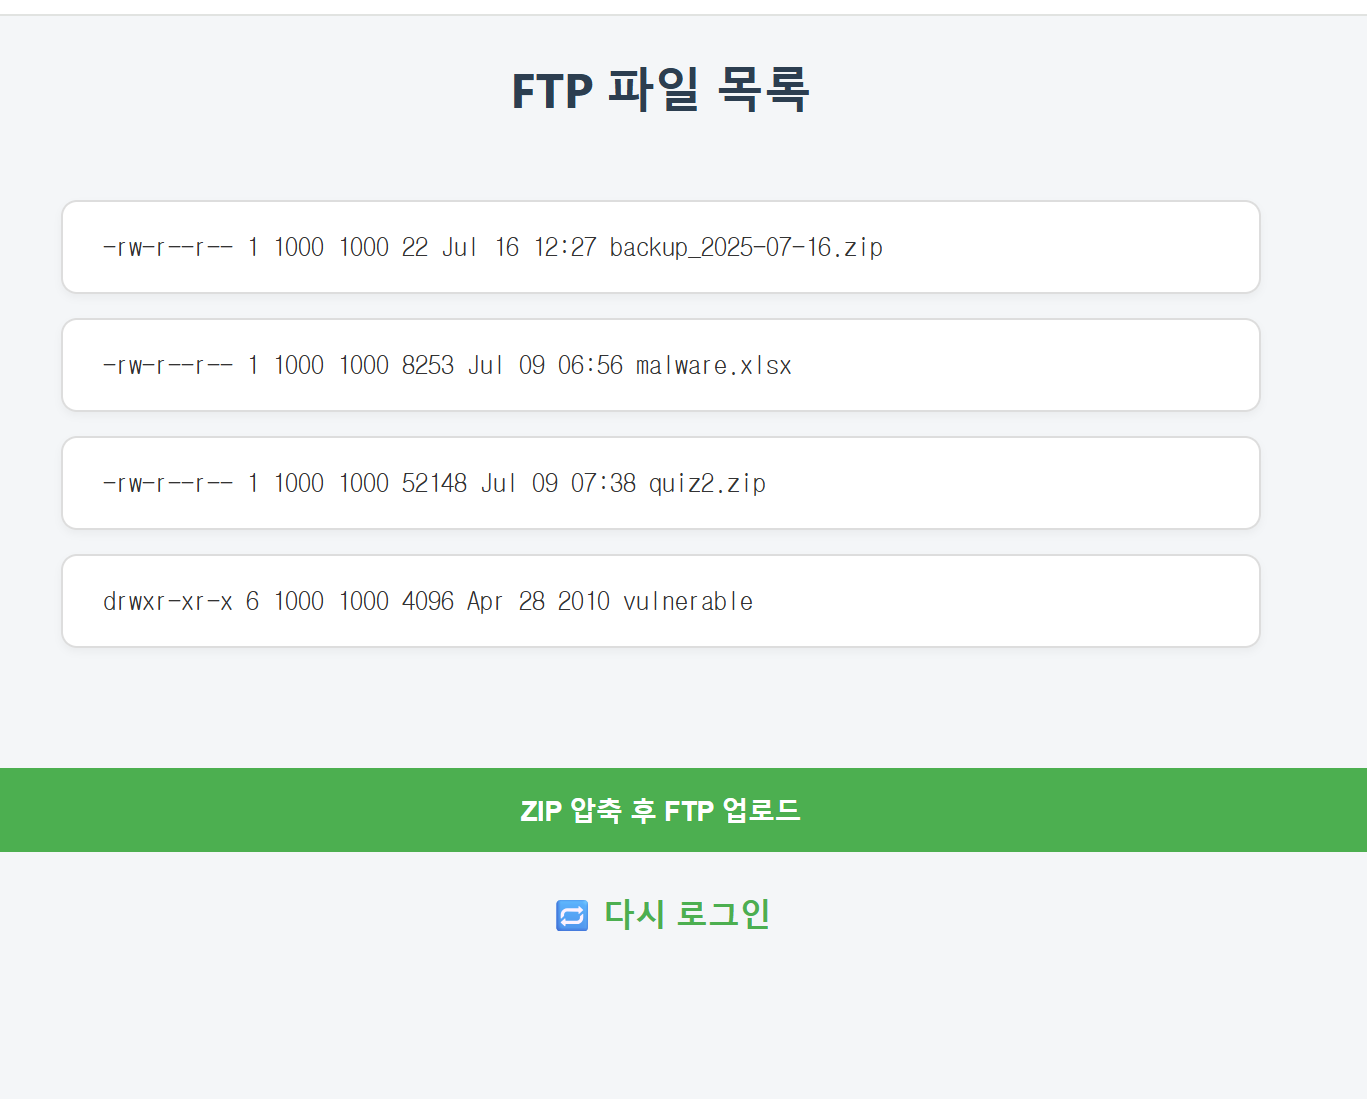 FTP 파일 목록
-rw-r--r-- 1 1000 1000 22 Jul 16 12:27 backup_2025-07-16.zip
-rw-r--r-- 1 1000 1000 8253 Jul 09 06:56 malware.xlsx
-rw-r--r-- 1 1000 1000 52148 Jul 09 07:38 quiz2.zip
drwxr-xr-x 6 1000 1000 4096 Apr 28 2010 vulnerable
ZIP 압축 후 FTP 업로드
다시 로그인